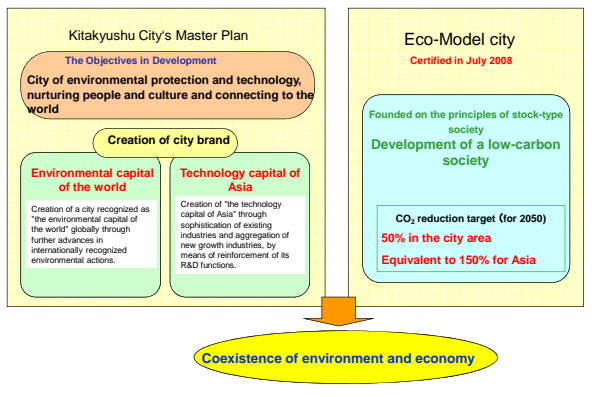 Kitakyushu City's Master Plan
The Objectives in Development
City of environmental protection and technology,
nurturing people and culture and connecting to the
world
Creation of city brand
Environmental capital
of the world
Creation of a city recognized as
"the environmental capital of
the world" globally through
further advances in
internationally recognized
environmental actions.
Technology capital of
Asia
Creation of "the technology
capital of Asia" through
sophistication of existing
industries and aggregation of
new growth industries, by
means of reinforcement of its
R&D functions.
Eco-Model city
Certified in July 2008
Founded on the principles of stock-type
society
Development of a low-carbon
society
CO₂ reduction target (for 2050)
50% in the city area
Equivalent to 150% for Asia
Coexistence of environment and economy